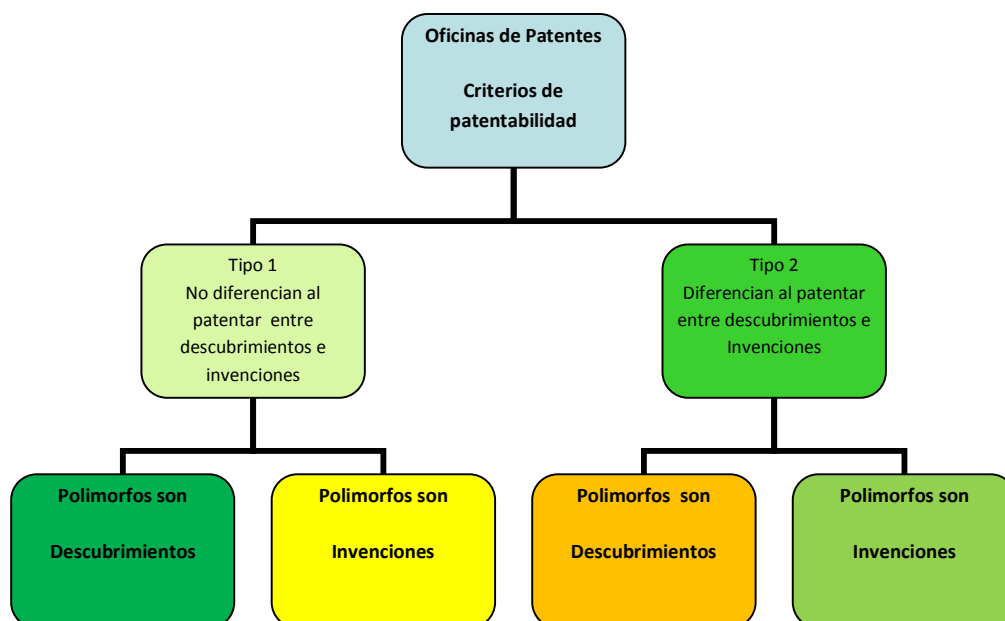 Oficinas de Patentes
Criterios de
patentabilidad
Tipo 1
No diferencian al
patentar entre
descubrimientos e
invenciones
Tipo 2
Diferencian al patentar
entre descubrimientos e
Invenciones
Polimorfos son
Descubrimientos
Polimorfos son
Invenciones
Polimorfos son
Descubrimientos
Polimorfos son
Invenciones